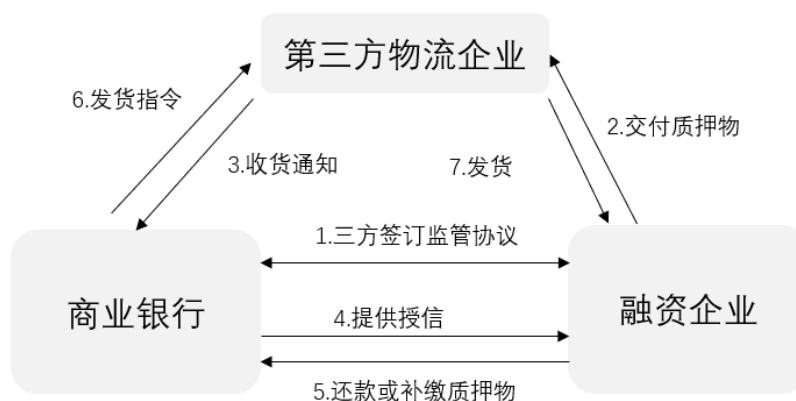 第三方物流企业
6.发货指令
2.交付质押物
3.收货通知
7.发货
1.三方签订监管协议
商业银行
融资企业
4.提供授信
5.还款或补缴质押物